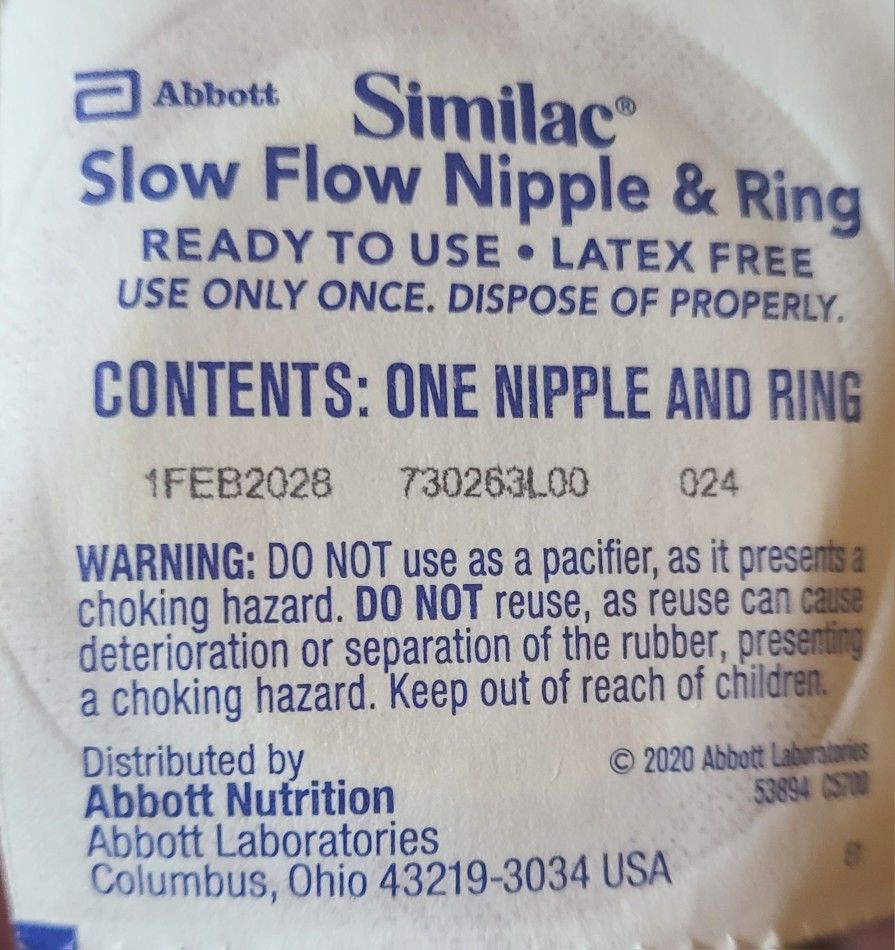 Abbott Similac®
Slow Flow Nipple & Ring
READY TO USE • LATEX FREE
USE ONLY ONCE. DISPOSE OF PROPERLY.
CONTENTS: ONE NIPPLE AND RING
1FEB2028 730263L00 024
WARNING: DO NOT use as a pacifier, as it presents a
choking hazard. DO NOT reuse, as reuse can cause
deterioration or separation of the rubber, presenting
a choking hazard. Keep out of reach of children.
Distributed by
Abbott Nutrition
Abbott Laboratories
Columbus, Ohio 43219-3034 USA
© 2020 Abbott Laboratories
53894 C5700